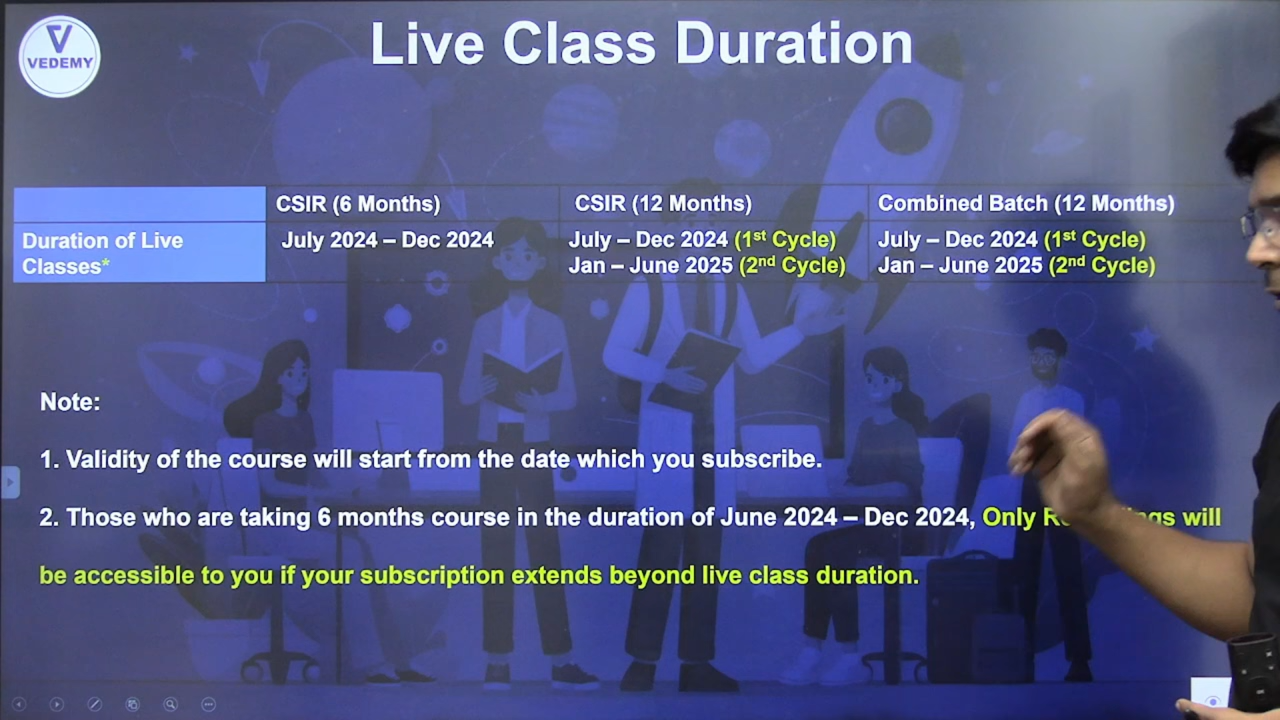 VEDEMY
Live Class Duration
CSIR (6 Months) CSIR (12 Months) Combined Batch (12 Months)
Duration of Live July 2024 – Dec 2024 July – Dec 2024 (1st Cycle) July – Dec 2024 (1st Cycle)
Classes* Jan – June 2025 (2nd Cycle) Jan – June 2025 (2nd Cycle)
Note:
1. Validity of the course will start from the date which you subscribe.
2. Those who are taking 6 months course in the duration of June 2024 – Dec 2024, Only will
be accessible to you if your subscription extends beyond live class duration.